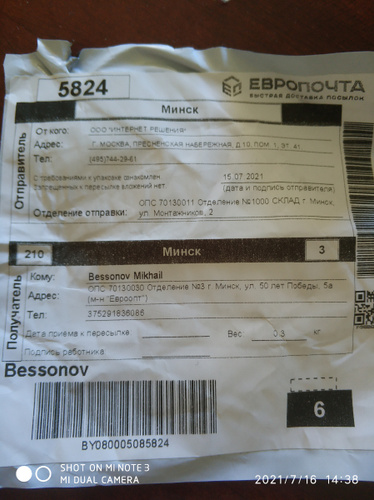 5824
ЕВРОПОЧТА
БЫСТРАЯ ДОСТАВКА ПОСЫЛОК
Минск
Отправитель
От кого: ООО "ИНТЕРНЕТ РЕШЕНИЯ"
Адрес: Г. МОСКВА, ПРЕСНЕНСКАЯ НАБЕРЕЖНАЯ, Д.10, ПОМ. 1, ЭТ. 41
Тел:
С требованиями к упаковке ознакомлен. 15.07.2021
Запрещенных к пересылке вложений нет. (дата и подпись отправителя)
ОПС 70130011 Отделение №1000 СКЛАД г. Минск,
Отделение отправки: ул. Монтажников, 2
210 Минск 3
Получатель
Кому: Bessonov Mikhail
ОПС 70130030 Отделение №3 г. Минск, ул. 50 лет Победы, 5а
Адрес: (м-н "Евроопт")
Тел: 375291836086
Дата приема к пересылке Вес: 0.3 кг
Подпись работника
Bessonov
6
BY080005085824
SHOT ON MI NOTE 3
MI DUAL CAMERA
2021/7/16 14:38